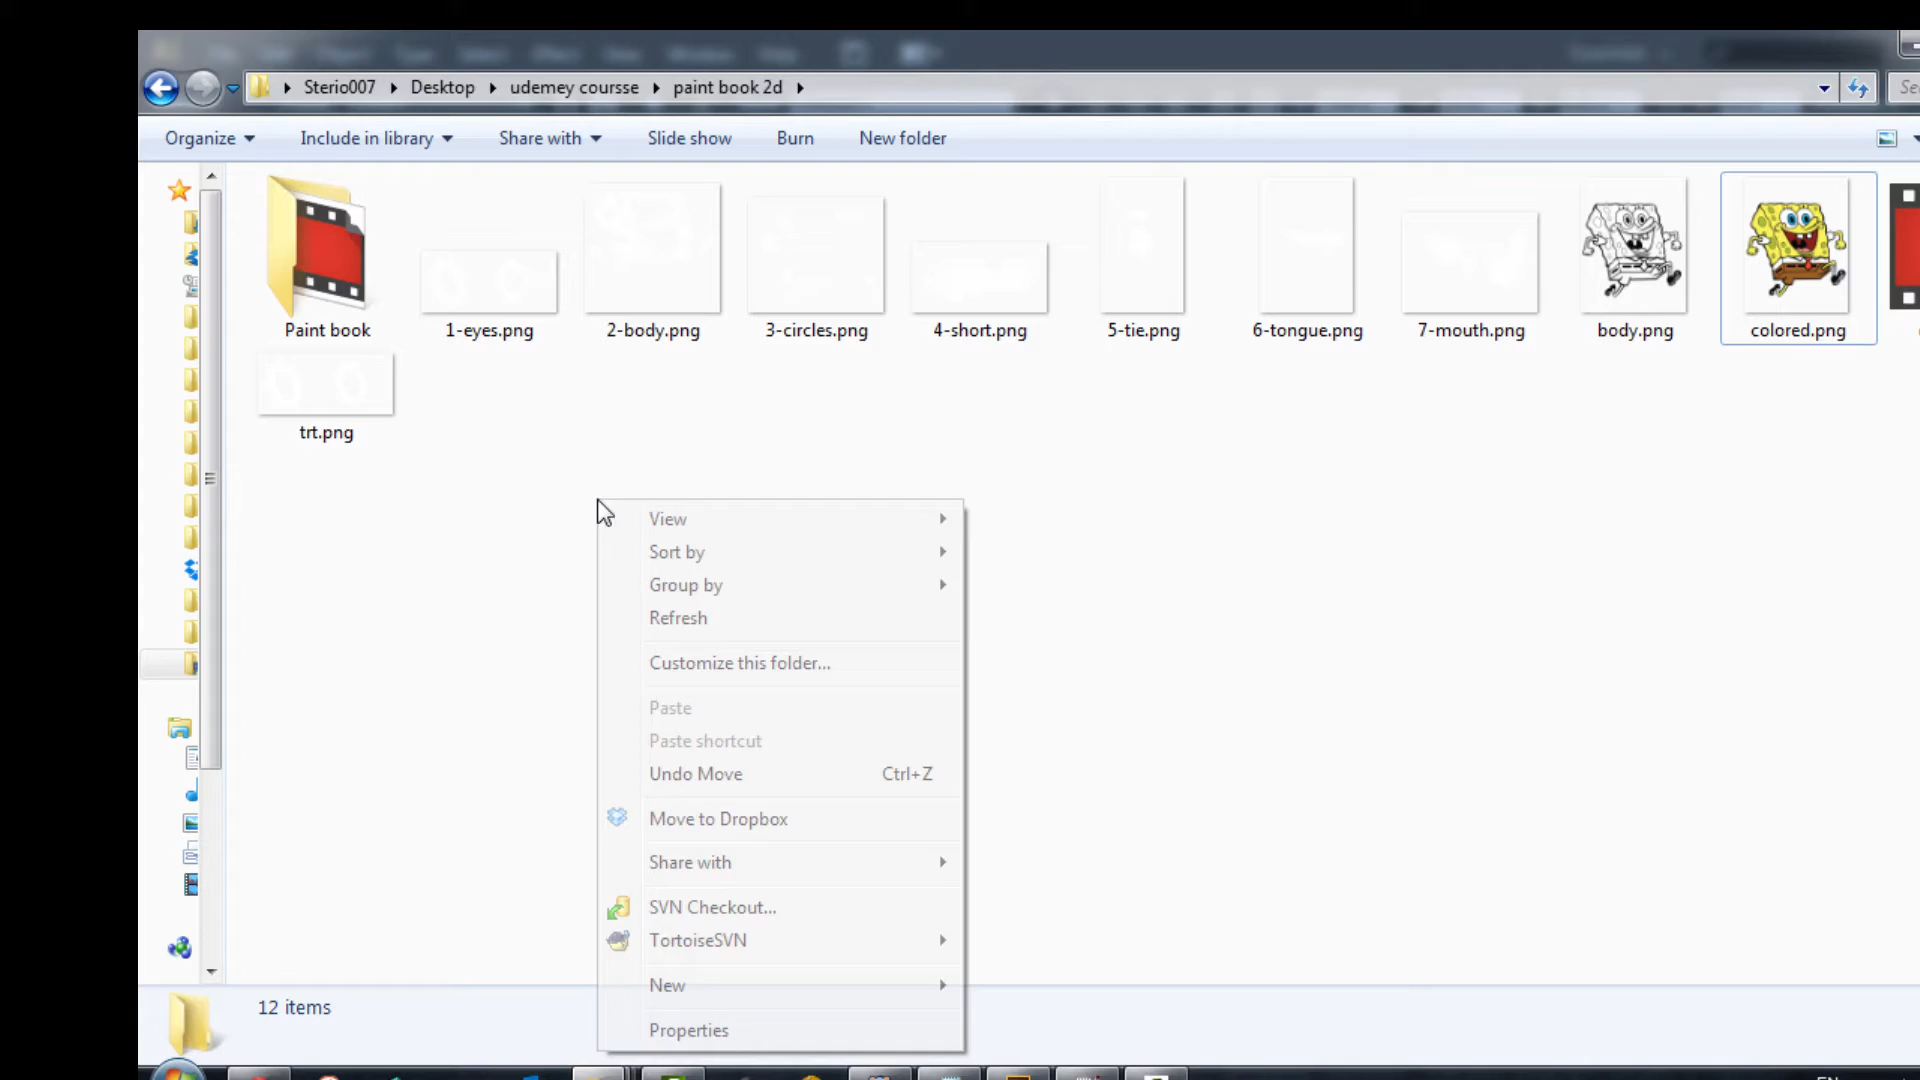 Sterio007 Desktop udemey coursse paint book 2d
Organize Include in library Share with Slide show Burn New folder
Paint book 1-eyes.png 2-body.png 3-circles.png 4-short.png 5-tie.png 6-tongue.png 7-mouth.png body.png colored.png
trt.png
View
Sort by
Group by
Refresh
Customize this folder...
Paste
Paste shortcut
Undo Move Ctrl+Z
Move to Dropbox
Share with
SVN Checkout...
TortoiseSVN
New
Properties
12 items